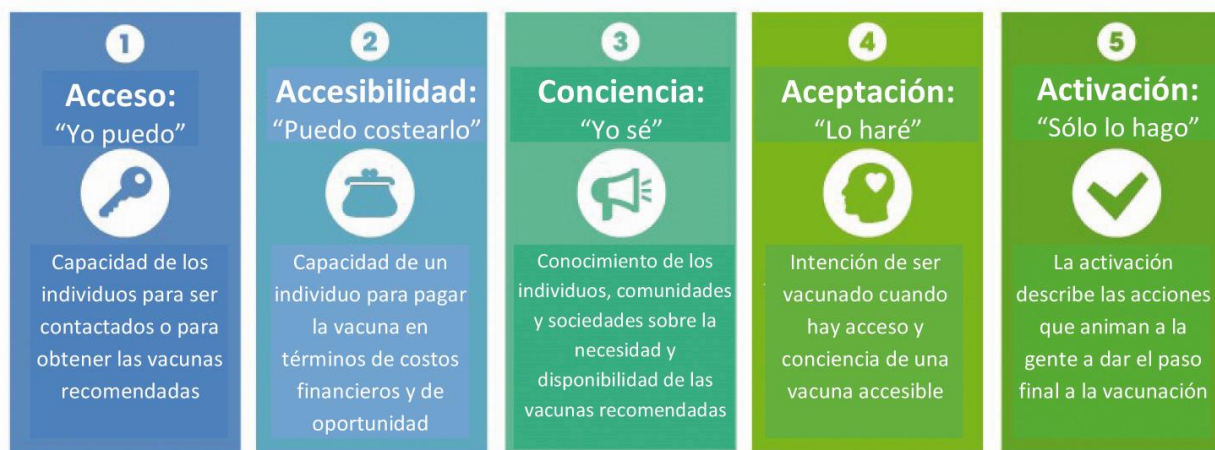 1
Acceso:
“Yo puedo”
Capacidad de los
individuos para ser
contactados o para
obtener las vacunas
recomendadas
2
Accesibilidad:
“Puedo costearlo”
Capacidad de un
individuo para pagar
la vacuna en
términos de costos
financieros y de
oportunidad
3
Conciencia:
“Yo sé”
Conocimiento de los
individuos, comunidades
y sociedades sobre la
necesidad y
disponibilidad de las
vacunas recomendadas
4
Aceptación:
“Lo haré”
Intención de ser
vacunado cuando
hay acceso y
conciencia de una
vacuna accesible
5
Activación:
“Sólo lo hago”
La activación
describe las acciones
que animan a la
gente a dar el paso
final a la vacunación